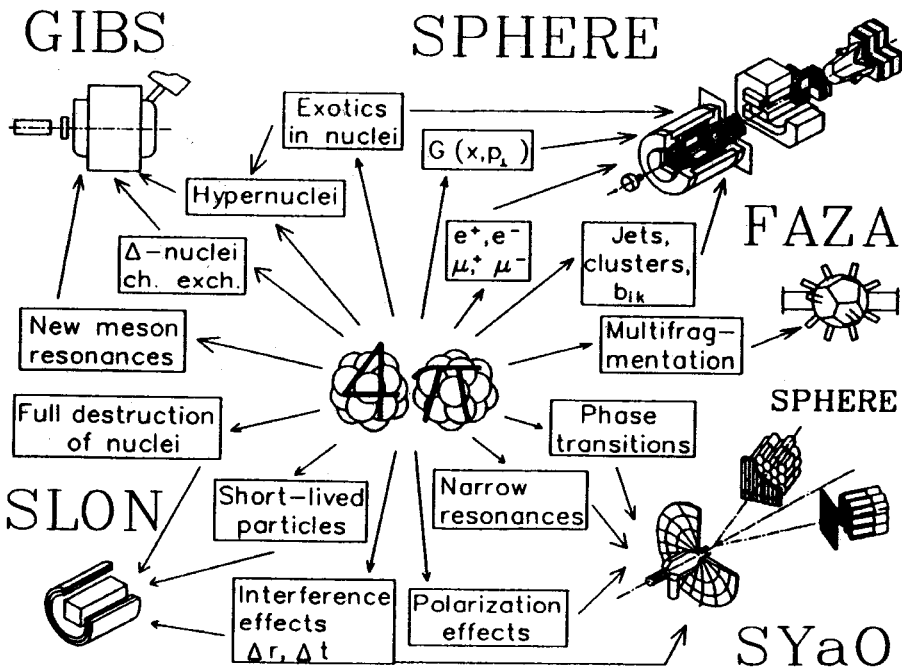 GIBS
SPHERE
Exotics
in nuclei
G (x,p⊥)
Hypernuclei
e⁺, e⁻
μ⁺, μ⁻
Jets,
clusters,
b_ik
FAZA
Δ-nuclei
ch. exch.
New meson
resonances
Multifrag-
mentation
4π
Full destruction
of nuclei
Phase
transitions
SPHERE
SLON
Short-lived
particles
Narrow
resonances
Interference
effects
Δr, Δt
Polarization
effects
SYaO